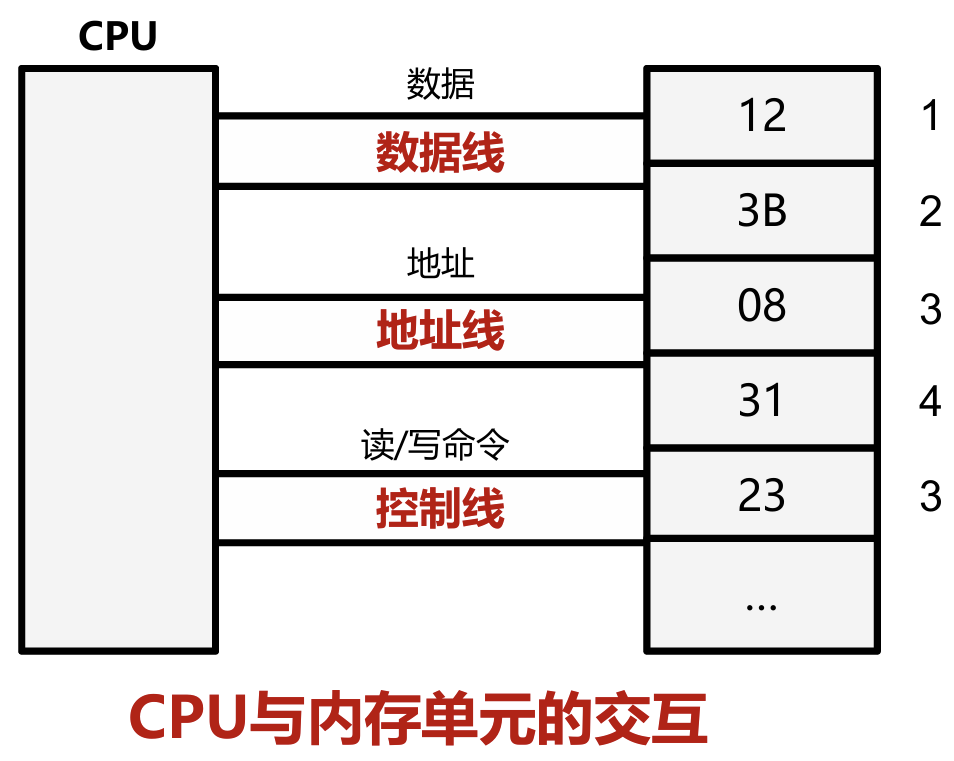 CPU
数据
数据线
地址
地址线
读/写命令
控制线
12 1
3B 2
08 3
31 4
23 3
...
CPU与内存单元的交互